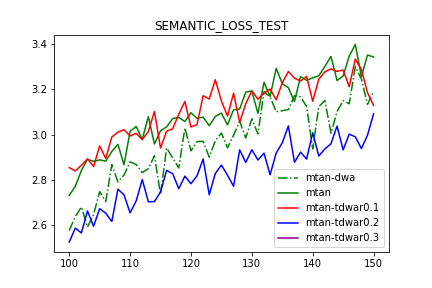 SEMANTIC_LOSS_TEST
3.4
3.2
3.0
2.8
2.6
mtan-dwa
mtan
mtan-tdwar0.1
mtan-tdwar0.2
mtan-tdwar0.3
100 110 120 130 140 150